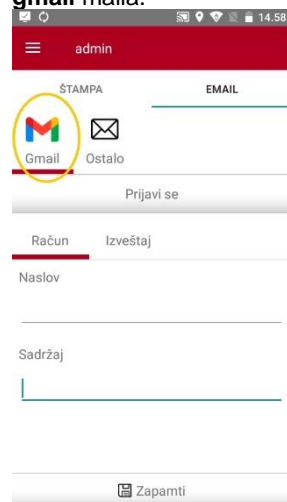 gmail maila.
14.58
admin
ŠTAMPA EMAIL
Gmail Ostalo
Prijavi se
Račun Izveštaj
Naslov
Sadržaj
Zapamti